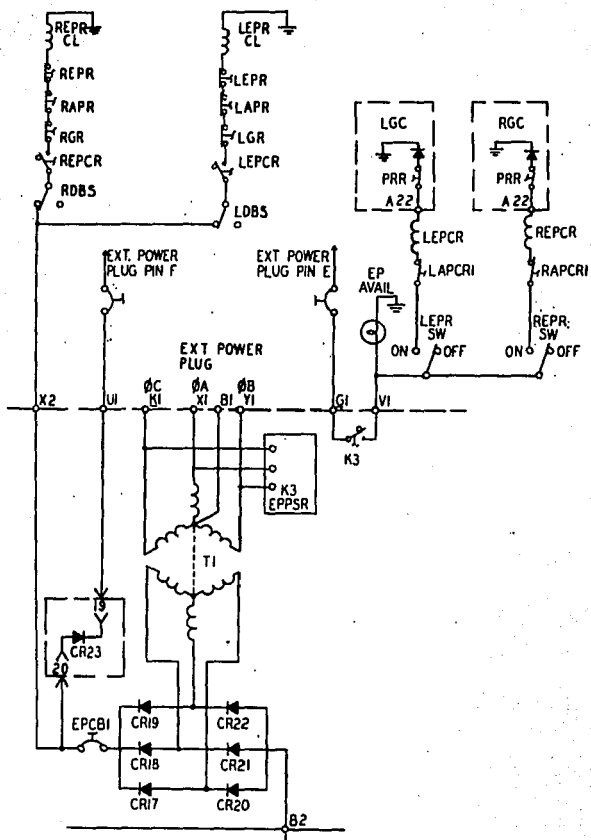 REPR
CL
LEPR
CL
REPR
LEPR
RAPR
LAPR
RGR
LGR
REPCR
LEPCR
RDBS
LDBS
LGC
RGC
PRR
PRR
A 22
A 22
LEPCR
REPCR
LAPCR1
RAPCR1
EXT. POWER
PLUG PIN F
EXT POWER
PLUG PIN E
EP
AVAIL
LEPR
SW
REPR
SW
ON
OFF
ON
OFF
EXT POWER
PLUG
ØC
ØA
ØB
X2
U1
K1
X1
B1
Y1
G1
V1
K3
K3
EPPSR
T1
19
CR23
20
EPCB1
CR19
CR22
CR18
CR21
CR17
CR20
B2